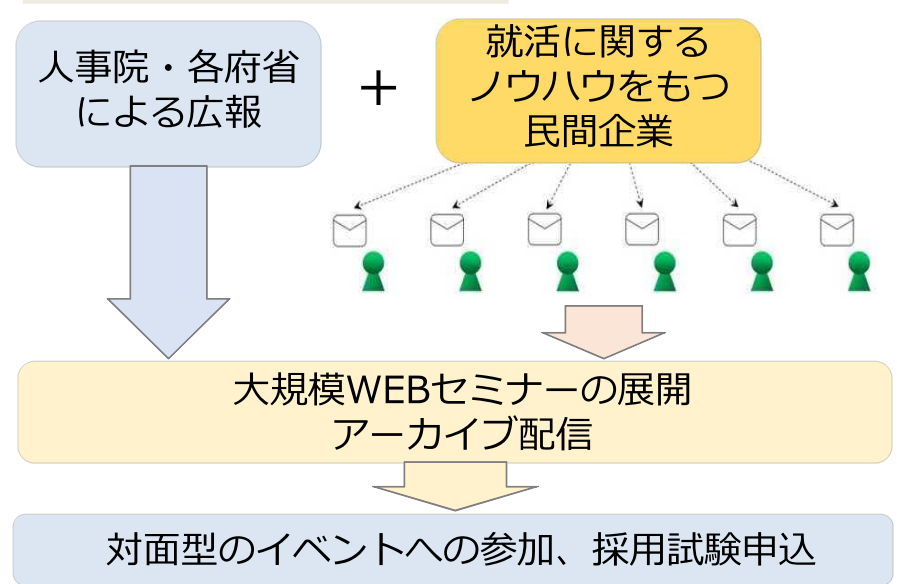 人事院・各府省
による広報
＋
就活に関する
ノウハウをもつ
民間企業
大規模WEBセミナーの展開
アーカイブ配信
対面型のイベントへの参加、採用試験申込